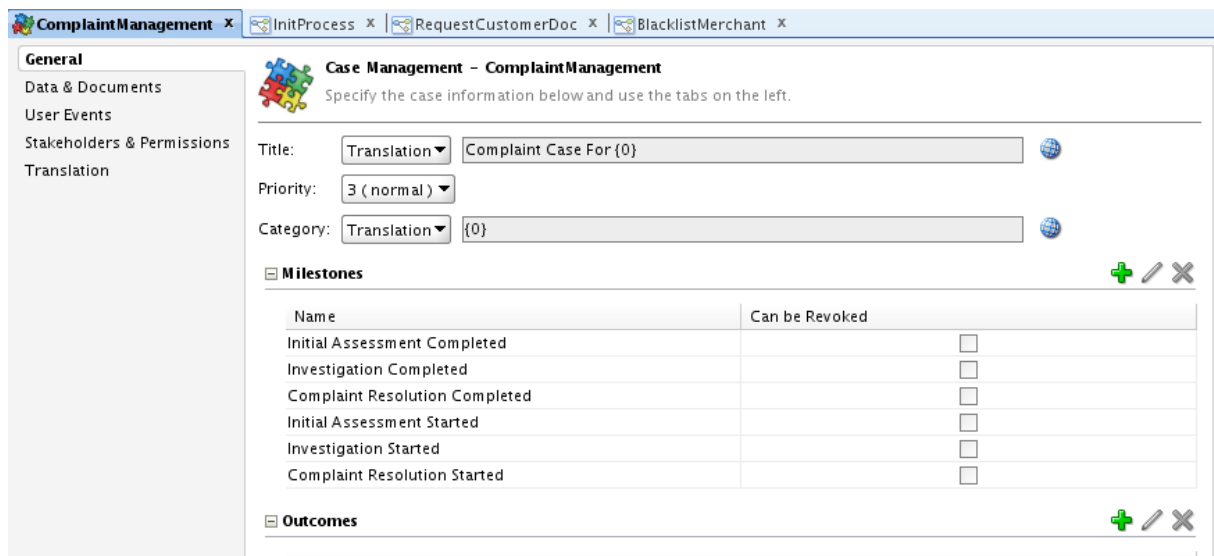 ComplaintManagement x InitProcess x RequestCustomerDoc x BlacklistMerchant x
General
Data & Documents
User Events
Stakeholders & Permissions
Translation
Case Management – ComplaintManagement
Specify the case information below and use the tabs on the left.
Title: Translation Complaint Case For {0}
Priority: 3 ( normal )
Category: Translation {0}
Milestones
Name Can be Revoked
Initial Assessment Completed
Investigation Completed
Complaint Resolution Completed
Initial Assessment Started
Investigation Started
Complaint Resolution Started
Outcomes